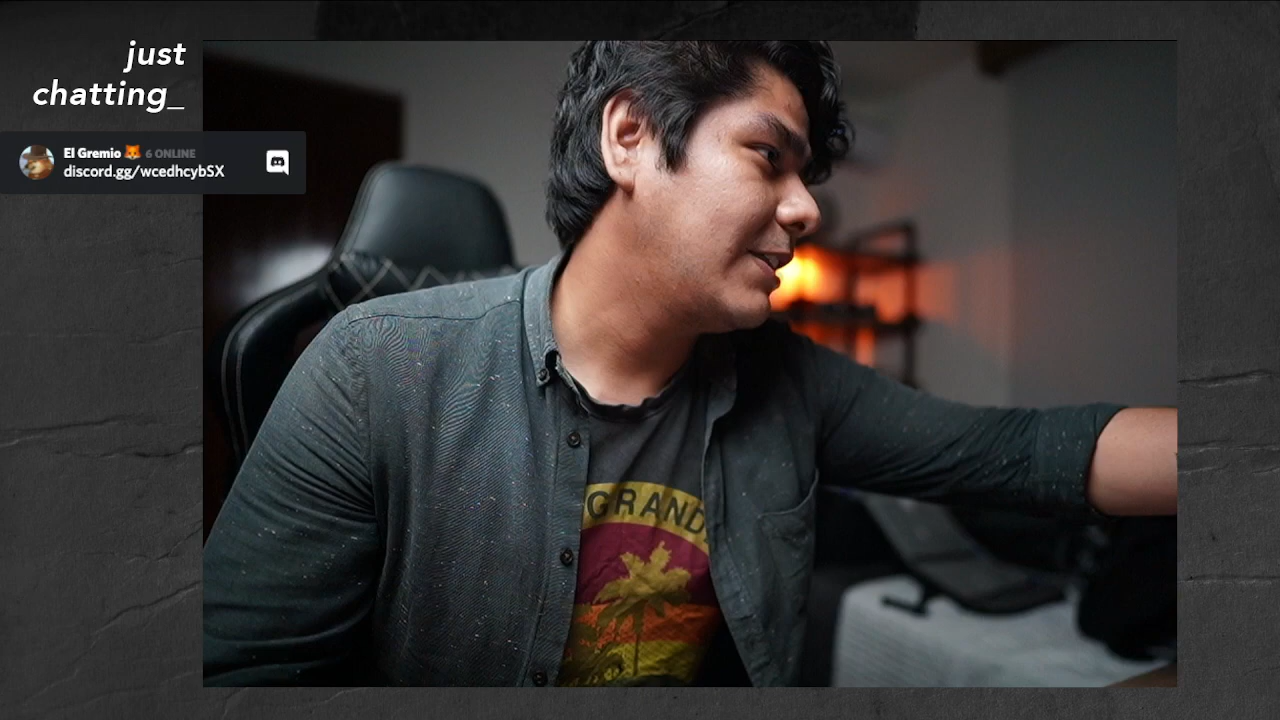 just
chatting_
El Gremio 🦊 6 ONLINE
discord.gg/wcedhcybSX
GRAND